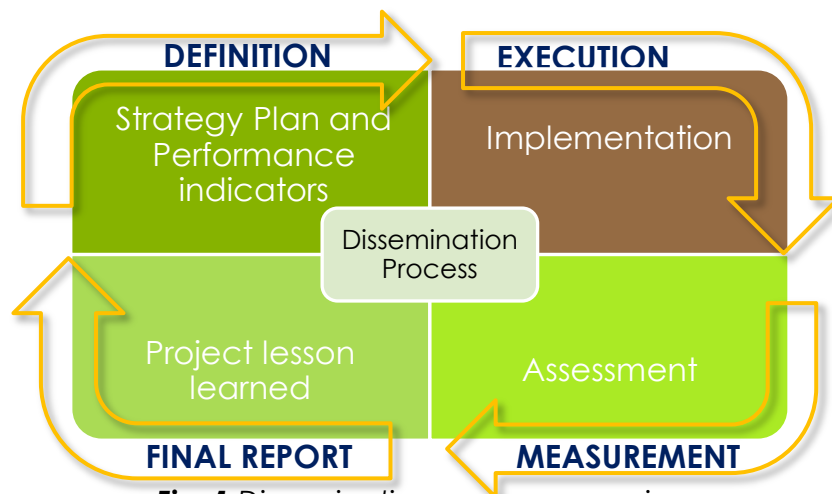 DEFINITION
EXECUTION
Strategy Plan and
Performance
indicators
Implementation
Dissemination
Process
Project lesson
learned
Assessment
FINAL REPORT
MEASUREMENT